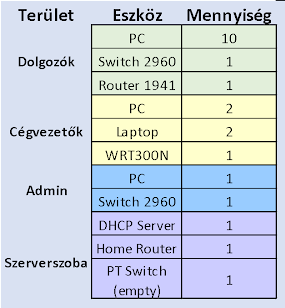 Terület Eszköz Mennyiség
Dolgozók
PC 10
Switch 2960 1
Router 1941 1
Cégvezetők
PC 2
Laptop 2
WRT300N 1
Admin
PC 1
Switch 2960 1
Szerverszoba
DHCP Server 1
Home Router 1
PT Switch
(empty) 1